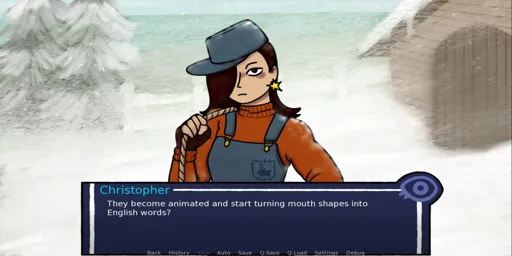 Christopher
They become animated and start turning mouth shapes into
English words?
Back History Skip Auto Save Q.Save Q.Load Settings Debug